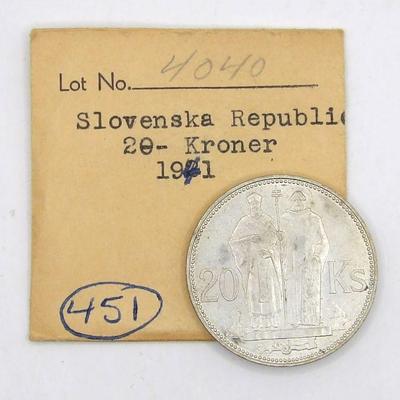 Lot No. 4040
Slovenska Republic
20- Kroner
1941
451
20 Ks